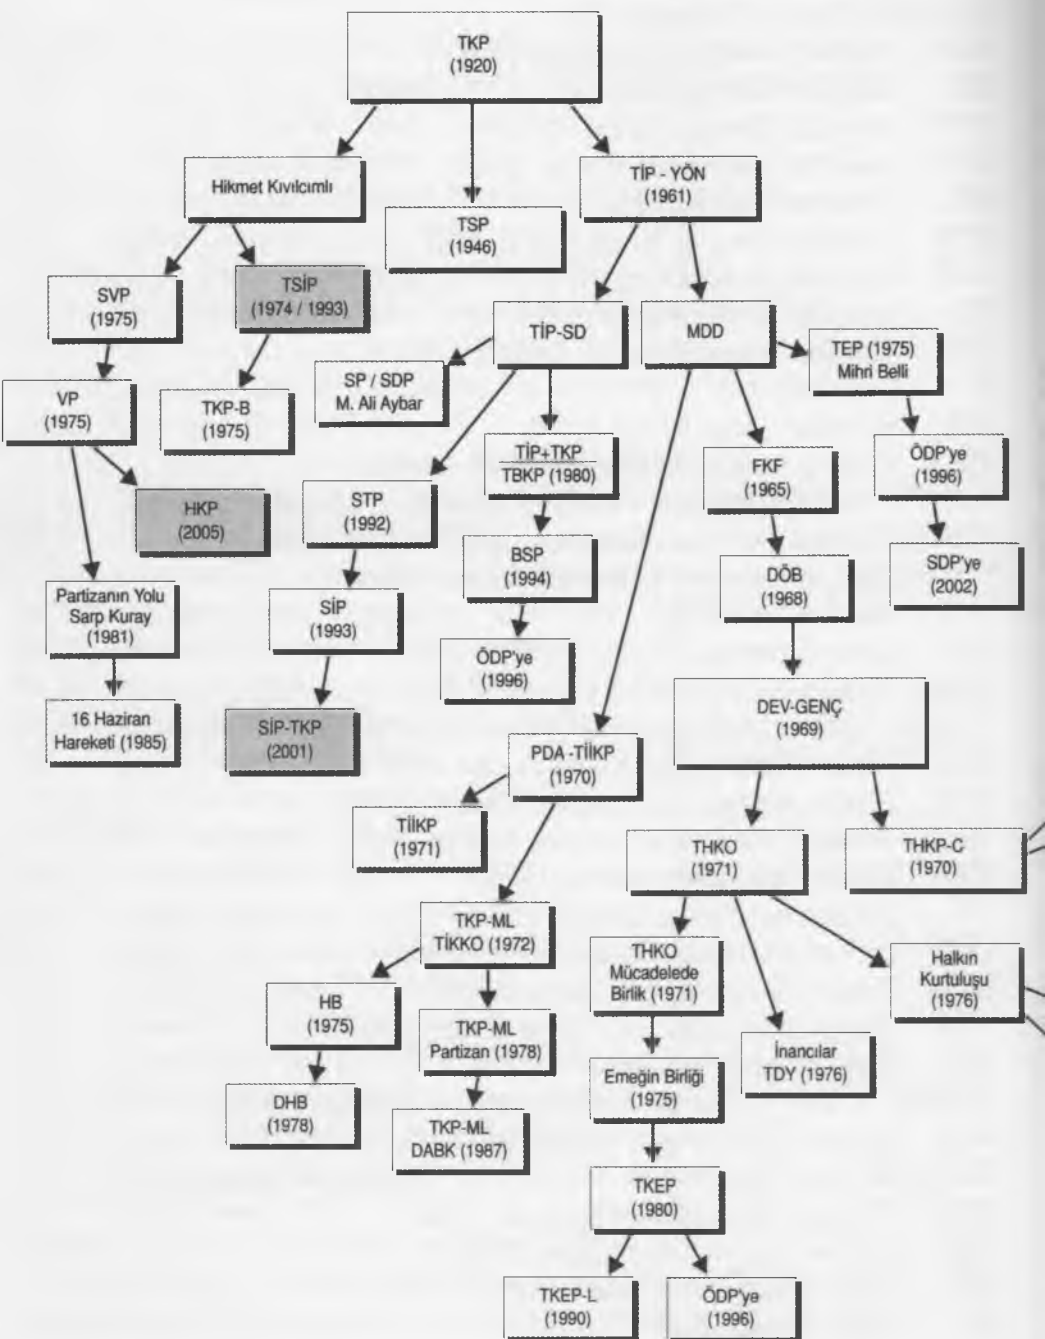 TKP
(1920)
Hikmet Kıvılcımlı
TSP
(1946)
TİP - YÖN
(1961)
SVP
(1975)
TSİP
(1974 / 1993)
TİP-SD
MDD
TEP (1975)
Mihri Belli
SP / SDP
M. Ali Aybar
VP
(1975)
TKP-B
(1975)
TİP+TKP
TBKP (1980)
FKF
(1965)
ÖDP'ye
(1996)
HKP
(2005)
STP
(1992)
BSP
(1994)
DÖB
(1968)
SDP'ye
(2002)
Partizanın Yolu
Sarp Kuray
(1981)
SİP
(1993)
ÖDP'ye
(1996)
DEV-GENÇ
(1969)
16 Haziran
Hareketi (1985)
SİP-TKP
(2001)
PDA -TİİKP
(1970)
TİİKP
(1971)
THKO
(1971)
THKP-C
(1970)
TKP-ML
TİKKO (1972)
THKO
Mücadelede
Birlik (1971)
Halkın
Kurtuluşu
(1976)
HB
(1975)
TKP-ML
Partizan (1978)
İnancılar
TDY (1976)
Emeğin Birliği
(1975)
DHB
(1978)
TKP-ML
DABK (1987)
TKEP
(1980)
TKEP-L
(1990)
ÖDP'ye
(1996)